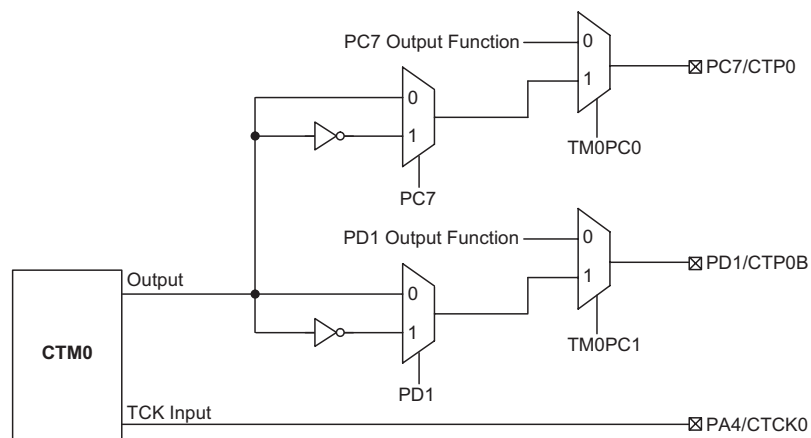 PC7 Output Function
0
1
PC7/CTP0
TM0PC0
0
1
PC7
PD1 Output Function
0
1
PD1/CTP0B
TM0PC1
Output
0
1
PD1
CTM0
TCK Input
PA4/CTCK0